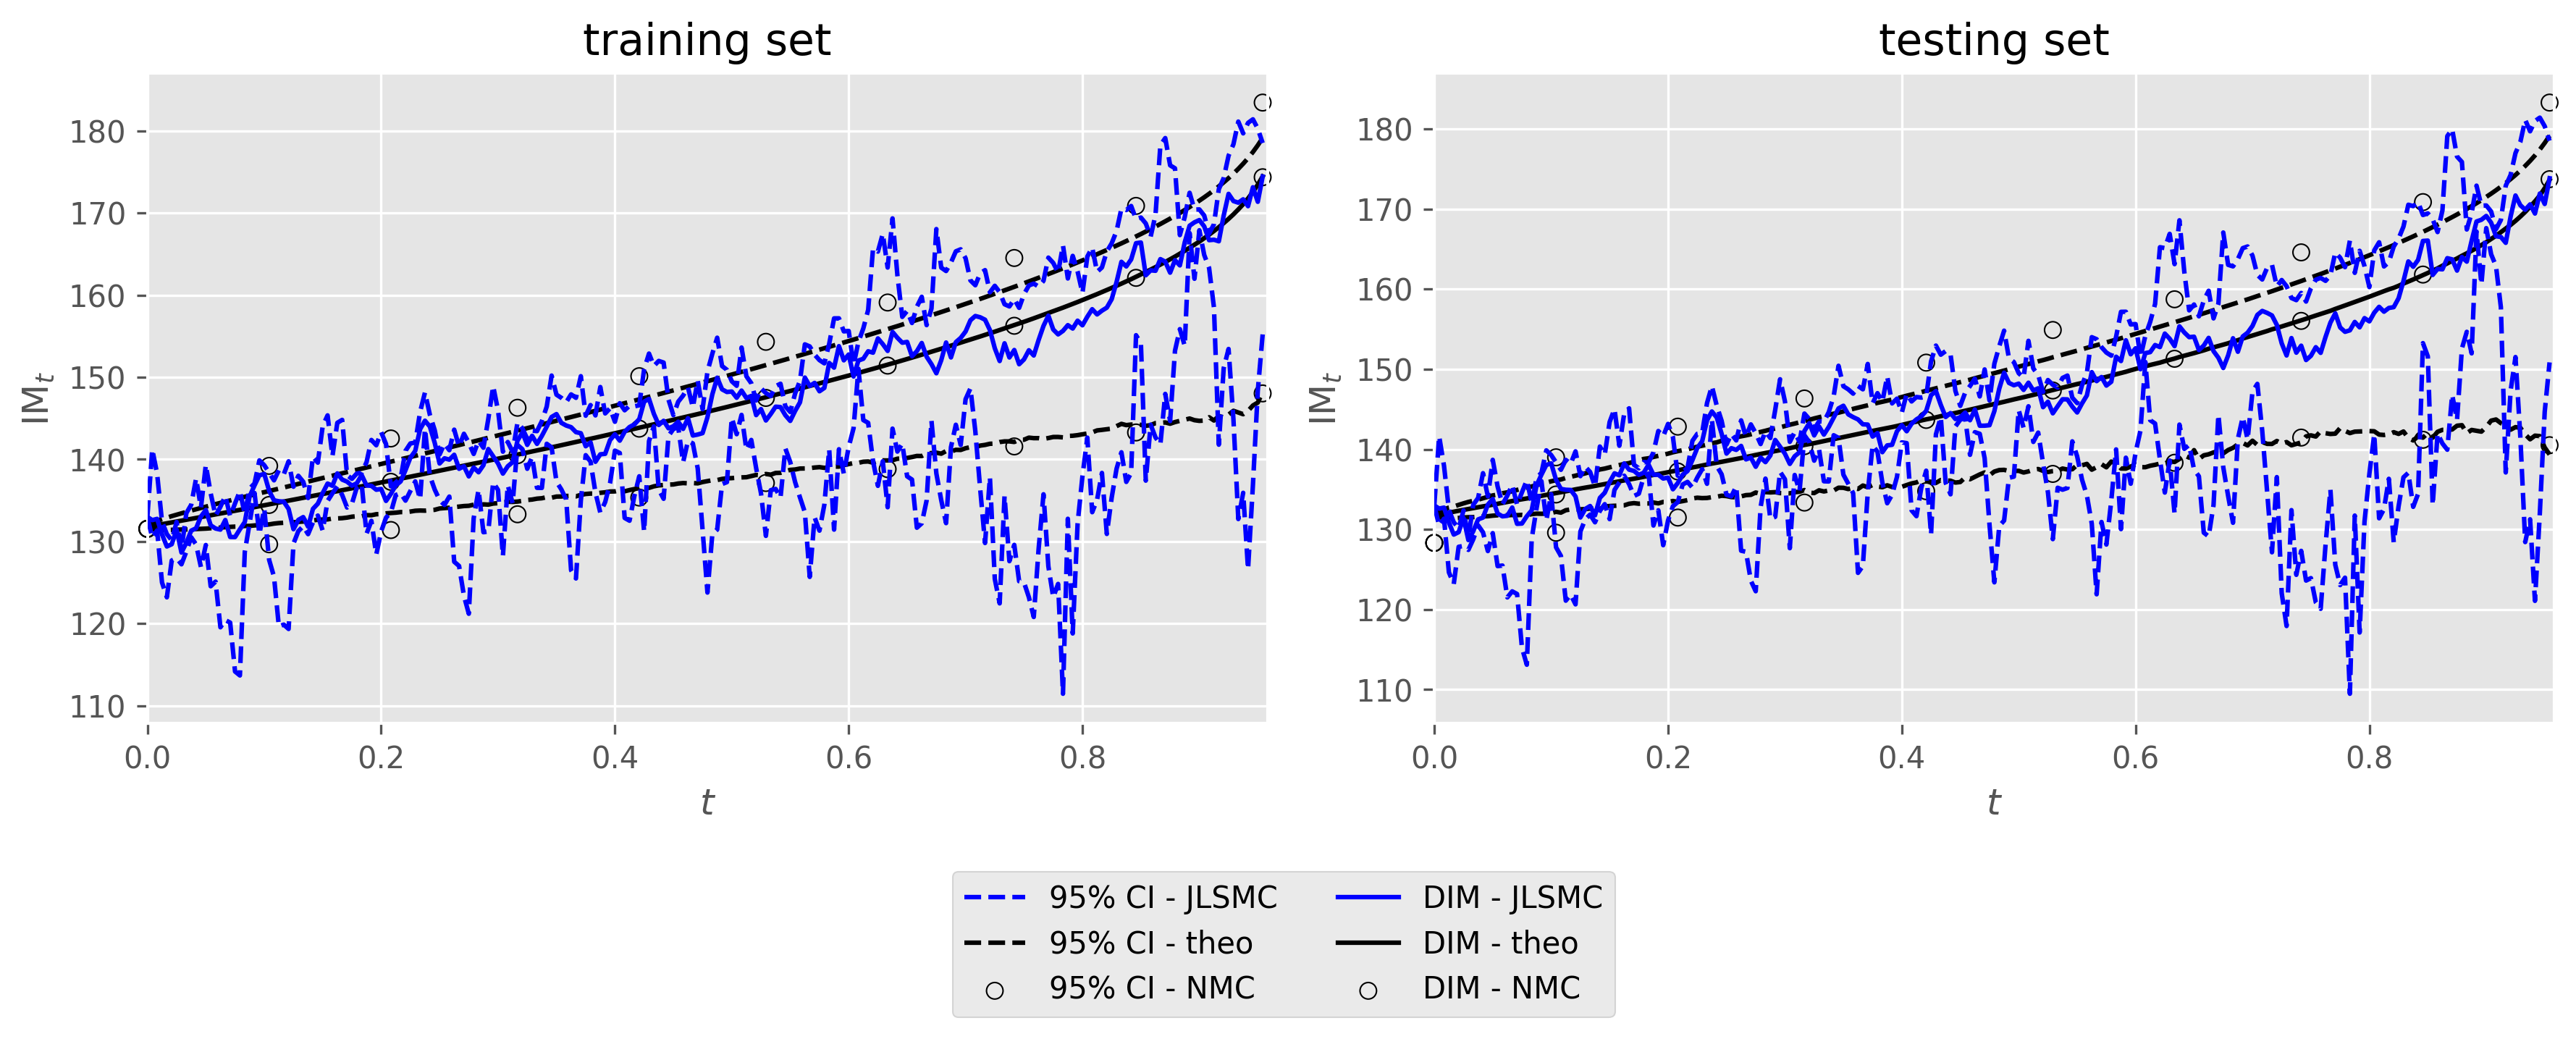 training set
testing set
180
170
160
150
140
130
120
110
IMt
0.0 0.2 0.4 0.6 0.8
t
180
170
160
150
140
130
120
110
IMt
0.0 0.2 0.4 0.6 0.8
t
95% CI - JLSMC
95% CI - theo
95% CI - NMC
DIM - JLSMC
DIM - theo
DIM - NMC